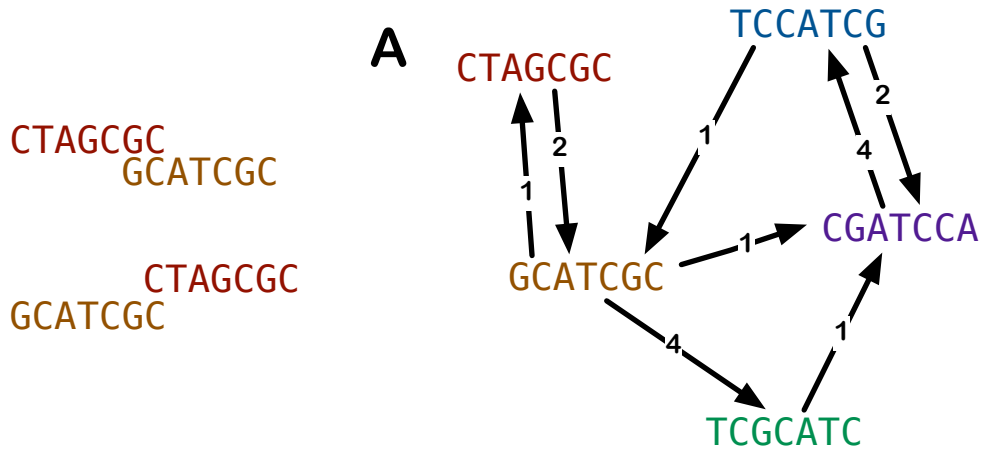 CTAGCGC
GCATCGC
CTAGCGC
GCATCGC
A
TCCATCG
CTAGCGC
2
2
1
4
1
CGATCCA
1
GCATCGC
4
1
TCGCATC